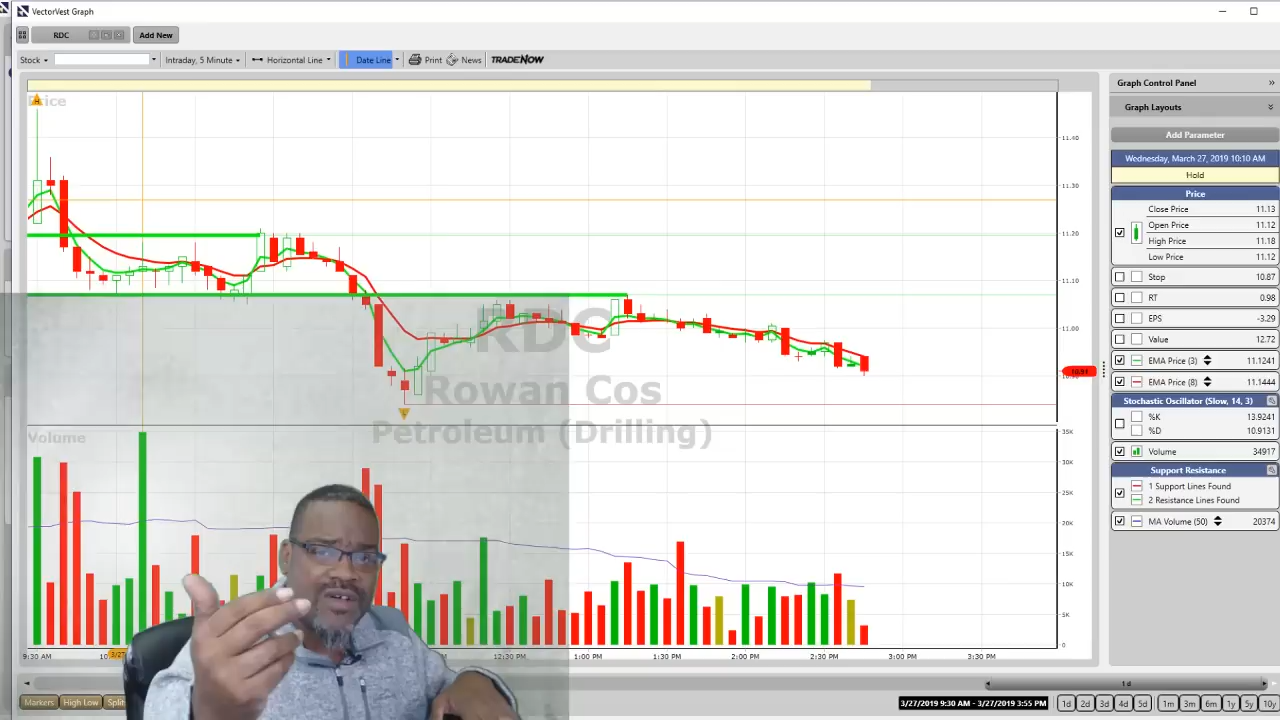 VectorVest Graph
RDC
Add New
Stock
Intraday, 5 Minute
Horizontal Line
Date Line
Print
News
TRADENOW
Graph Control Panel
Graph Layouts
Add Parameter
Wednesday, March 27, 2019 10:10 AM
Hold
Price
Close Price 11.13
Open Price 11.12
High Price 11.18
Low Price 11.12
Stop 10.87
RT 0.98
EPS -3.29
Value 12.72
EMA Price (3) 11.1241
EMA Price (8) 11.1444
Stochastic Oscillator (Slow, 14, 3)
%K 13.9241
%D 10.9131
Volume 34917
Support Resistance
1 Support Lines Found
2 Resistance Lines Found
MA Volume (50) 20374
Price
11.40
11.30
11.20
11.10
11.00
10.91
RDC
Rowan Cos
Petroleum (Drilling)
Volume
35K
30K
25K
20K
15K
10K
5K
0
9:30 AM
3/27
12:30 PM
1:00 PM
1:30 PM
2:00 PM
2:30 PM
3:00 PM
3:30 PM
1 d
Markers
High Low
Split
3/27/2019 9:30 AM - 3/27/2019 3:55 PM
1d 2d 3d 4d 5d 1m 3m 6m 1y 5y 10y